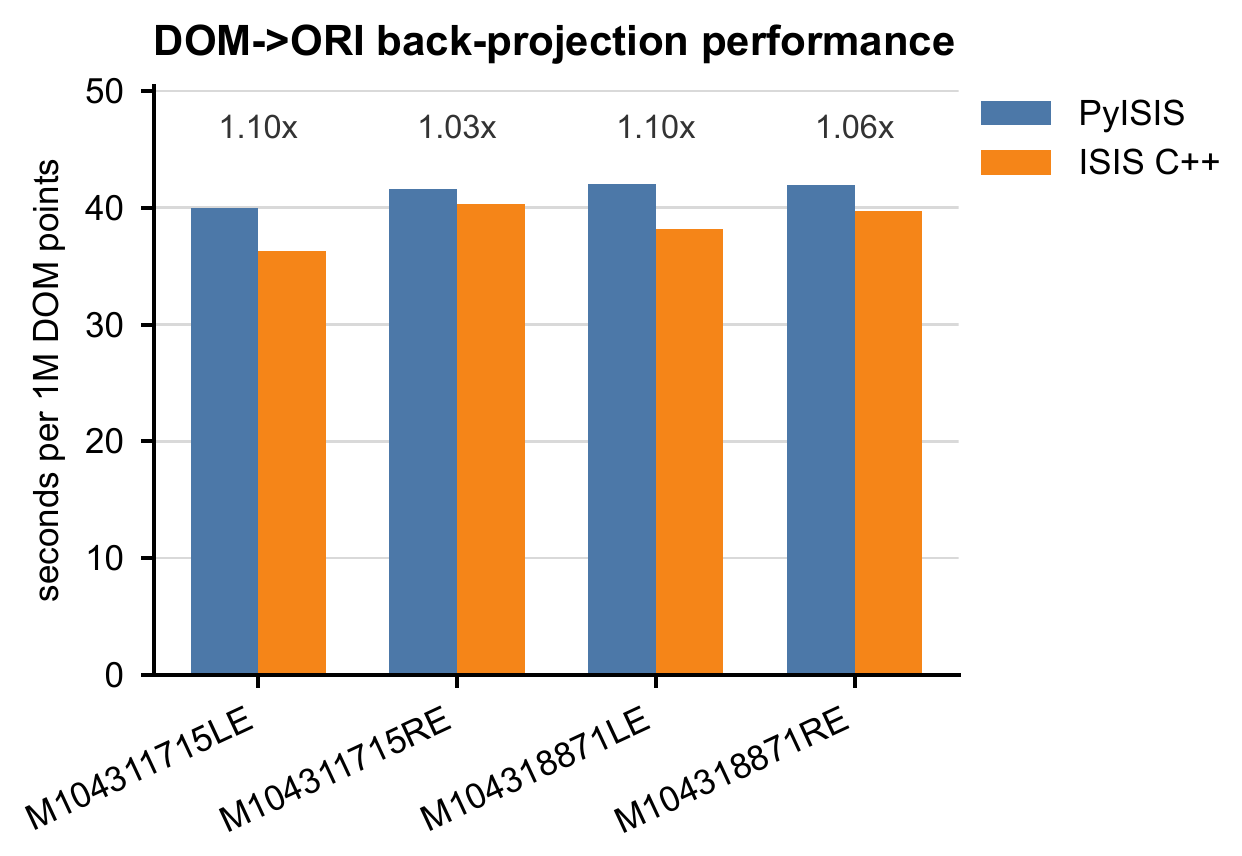 DOM->ORI back-projection performance
50
40
30
20
10
0
seconds per 1M DOM points
1.10x
1.03x
1.10x
1.06x
PyISIS
ISIS C++
M104311715LE
M104311715RE
M104318871LE
M104318871RE